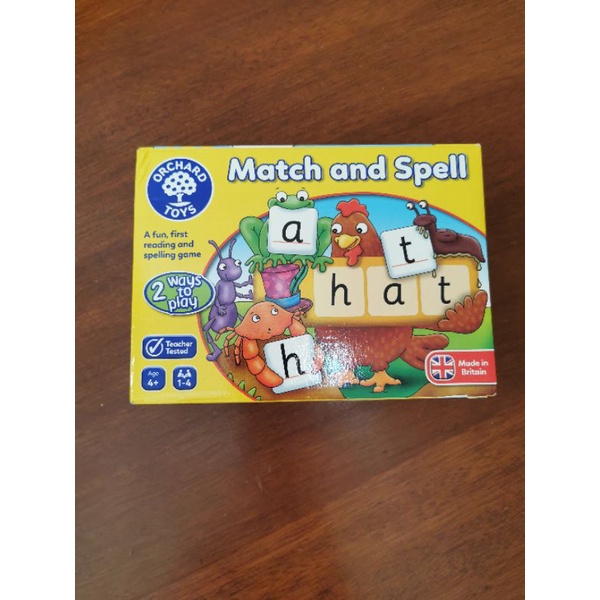 ORCHARD
TOYS
Match and Spell
A fun, first
reading and
spelling game
2 ways
to
play
Teacher
Tested
Age
4+
1-4
a
t
h a t
h
Made in
Britain